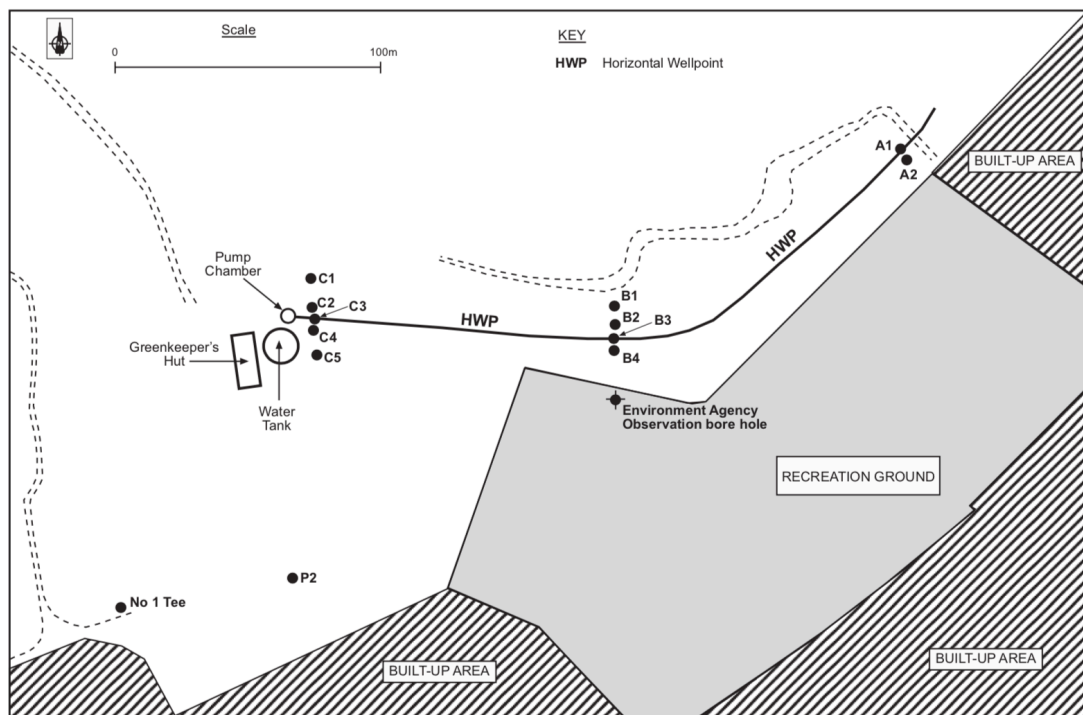 Scale
0
100m
KEY
HWP Horizontal Wellpoint
A1
A2
BUILT-UP AREA
HWP
Pump
Chamber
C1
C2
C3
C4
C5
HWP
B1
B2
B3
B4
Greenkeeper's
Hut
Water
Tank
Environment Agency
Observation bore hole
RECREATION GROUND
P2
No 1 Tee
BUILT-UP AREA
BUILT-UP AREA